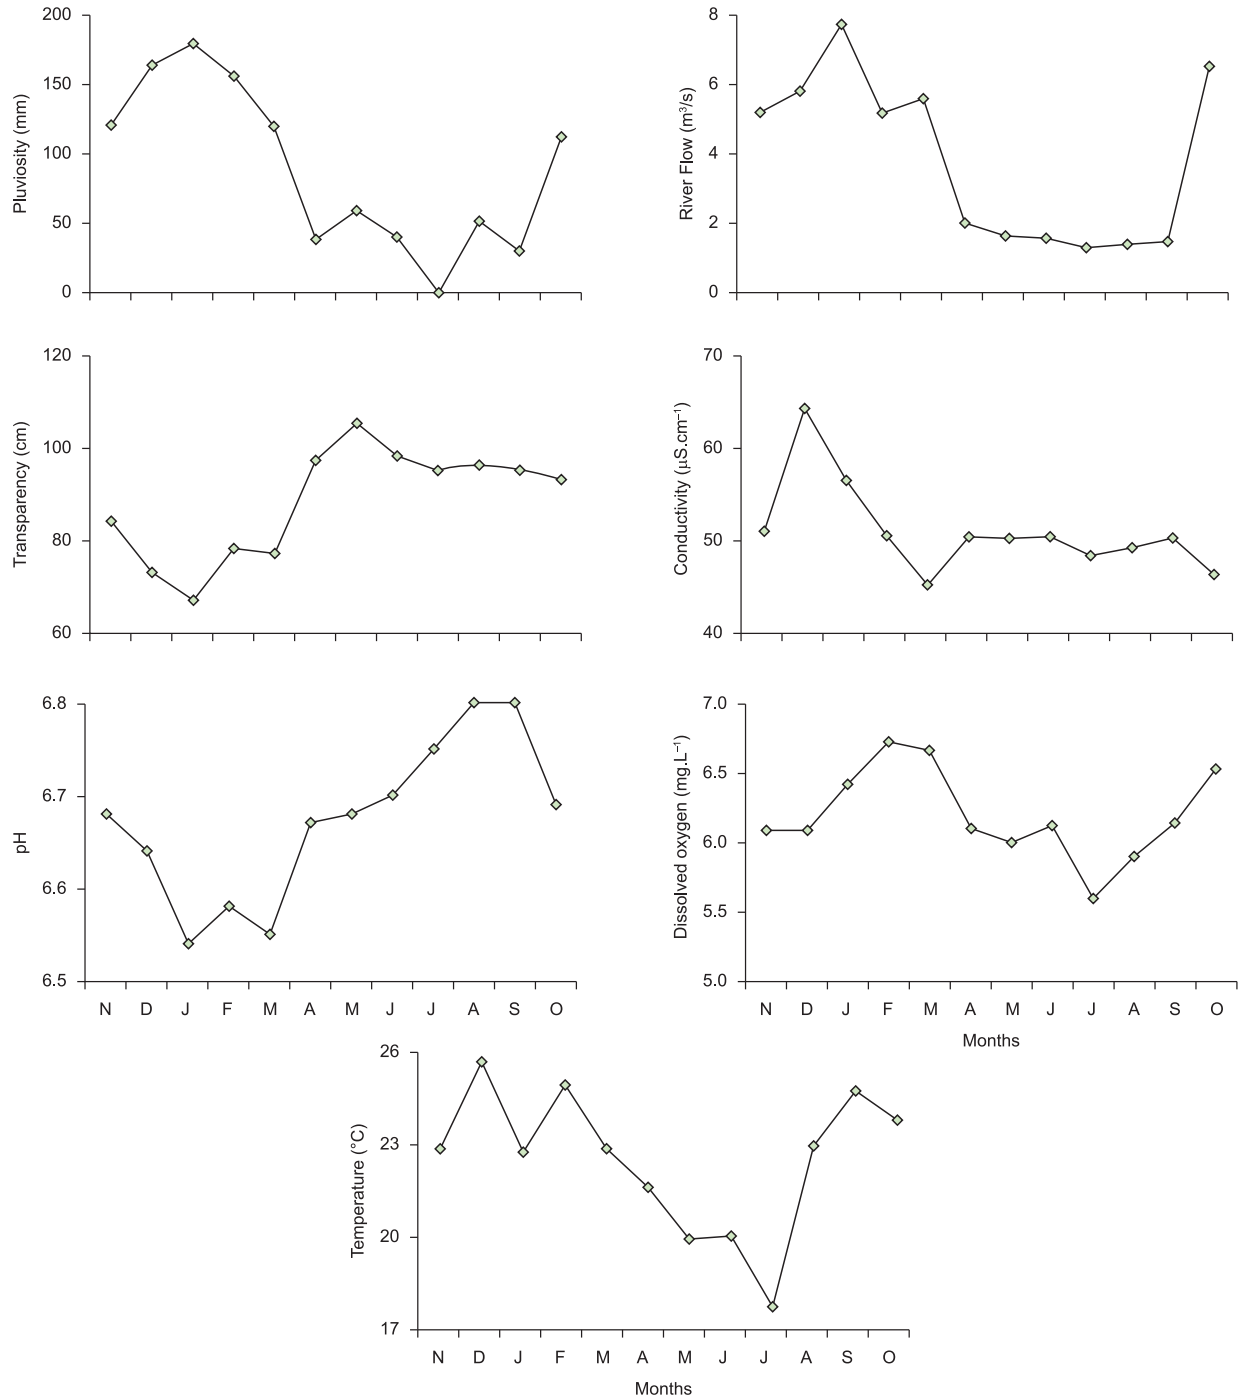 200
150
100
50
0
Pluviosity (mm)
8
6
4
2
0
River Flow (m³/s)
120
100
80
60
Transparency (cm)
70
60
50
40
Conductivity (μS.cm⁻¹)
6.8
6.7
6.6
6.5
pH
N D J F M A M J J A S O
7.0
6.5
6.0
5.5
5.0
Dissolved oxygen (mg.L⁻¹)
N D J F M A M J J A S O
Months
26
23
20
17
Temperature (°C)
N D J F M A M J J A S O
Months